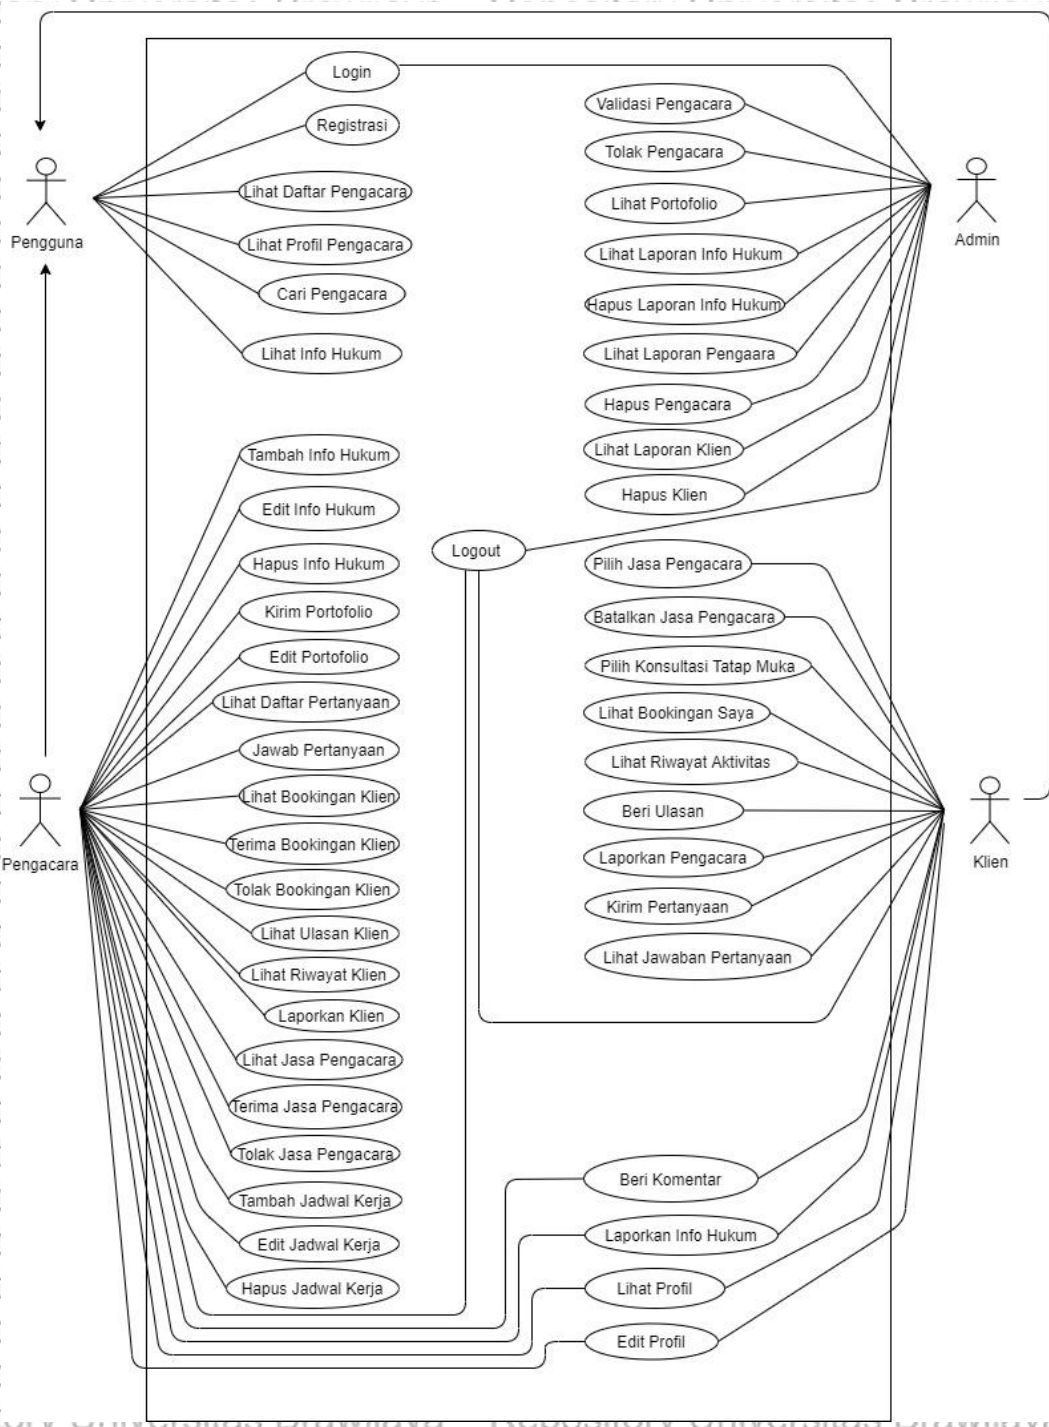 Login
Registrasi
Lihat Daftar Pengacara
Lihat Profil Pengacara
Cari Pengacara
Lihat Info Hukum
Pengguna
Validasi Pengacara
Tolak Pengacara
Lihat Portofolio
Lihat Laporan Info Hukum
Hapus Laporan Info Hukum
Lihat Laporan Pengaara
Hapus Pengacara
Lihat Laporan Klien
Hapus Klien
Admin
Logout
Tambah Info Hukum
Edit Info Hukum
Hapus Info Hukum
Kirim Portofolio
Edit Portofolio
Lihat Daftar Pertanyaan
Jawab Pertanyaan
Lihat Bookingan Klien
Terima Bookingan Klien
Tolak Bookingan Klien
Lihat Ulasan Klien
Lihat Riwayat Klien
Laporkan Klien
Lihat Jasa Pengacara
Terima Jasa Pengacara
Tolak Jasa Pengacara
Tambah Jadwal Kerja
Edit Jadwal Kerja
Hapus Jadwal Kerja
Pengacara
Pilih Jasa Pengacara
Batalkan Jasa Pengacara
Pilih Konsultasi Tatap Muka
Lihat Bookingan Saya
Lihat Riwayat Aktivitas
Beri Ulasan
Laporkan Pengacara
Kirim Pertanyaan
Lihat Jawaban Pertanyaan
Klien
Beri Komentar
Laporkan Info Hukum
Lihat Profil
Edit Profil